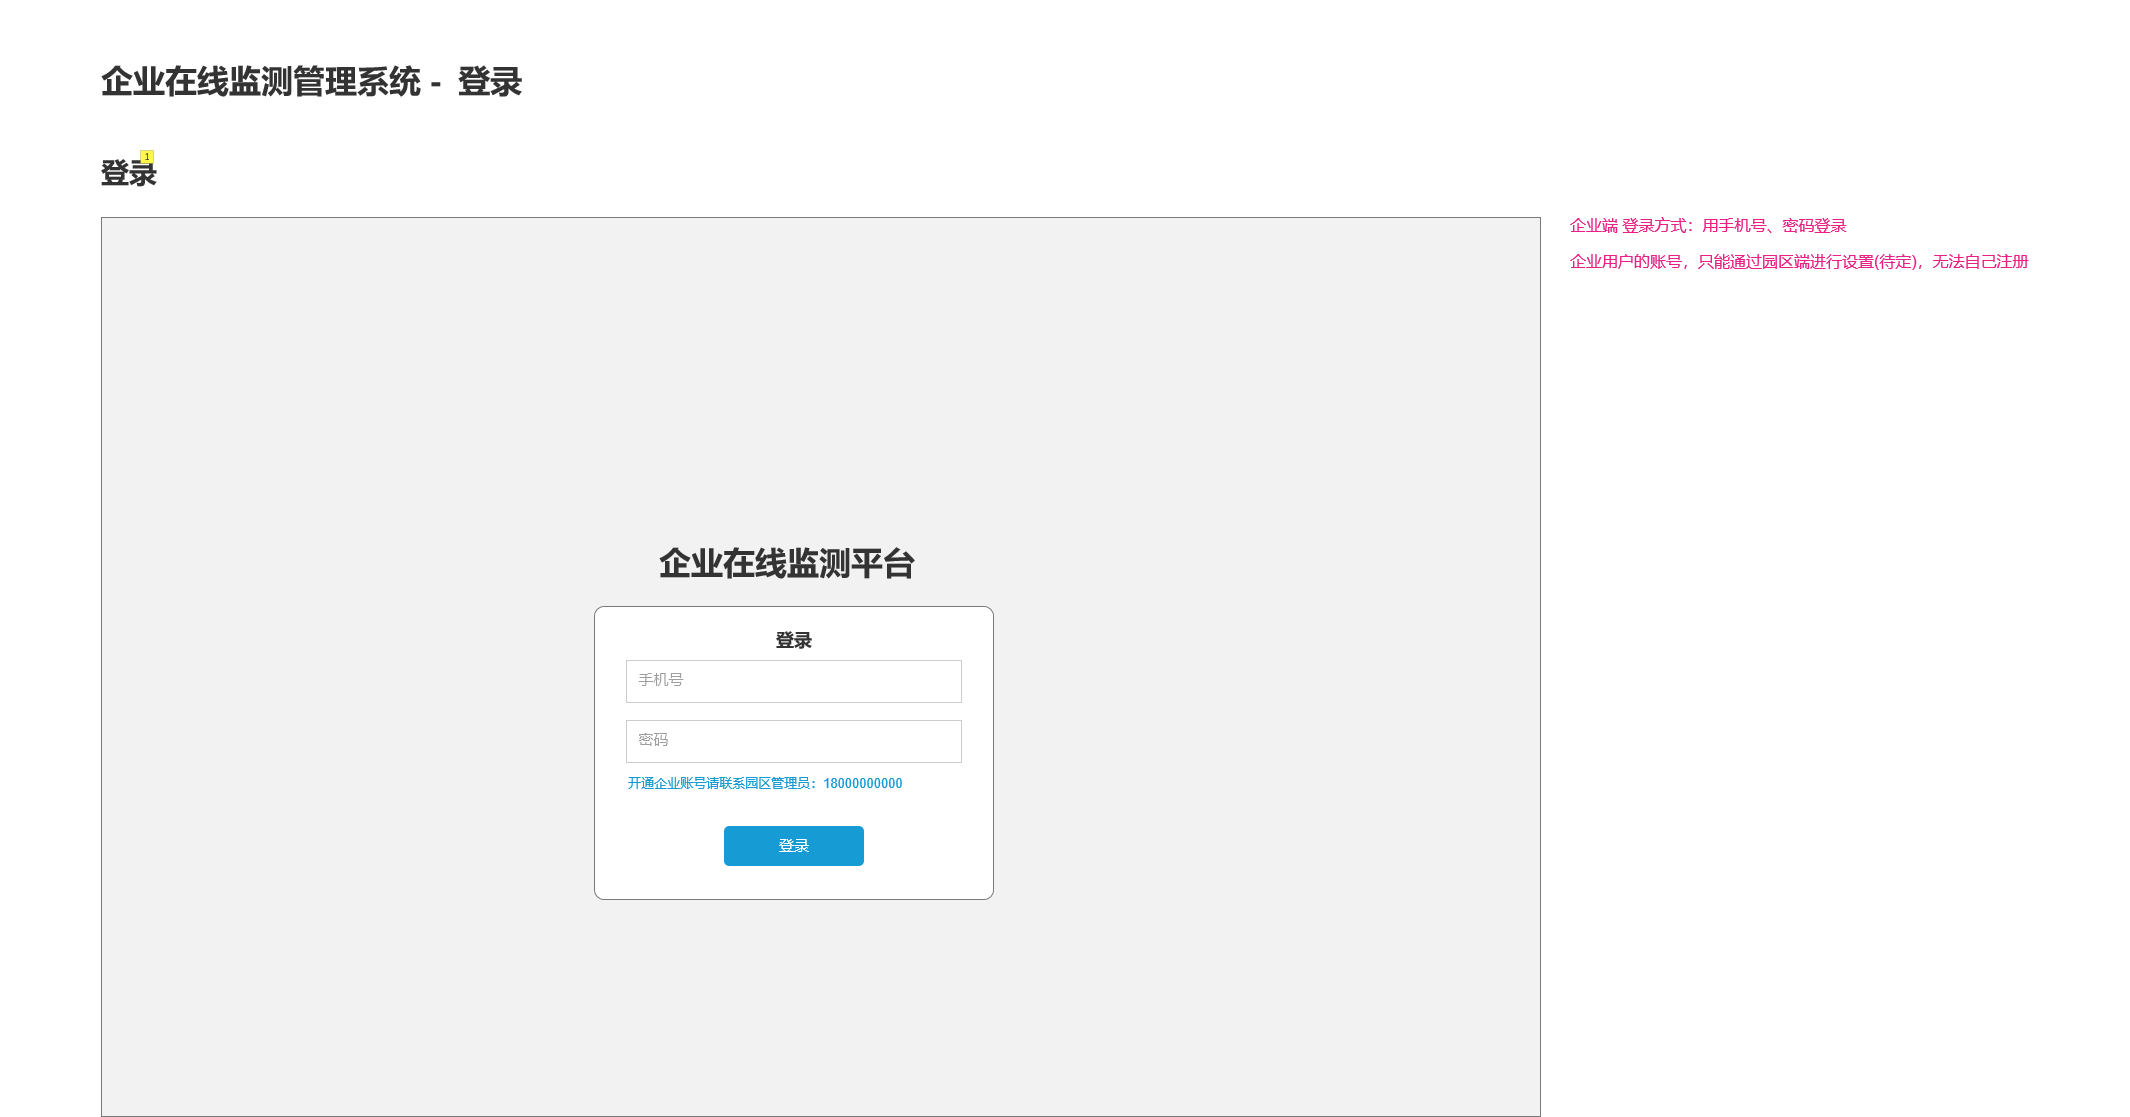 企业在线监测管理系统 - 登录
登录
1
企业端 登录方式：用手机号、密码登录
企业用户的账号，只能通过园区端进行设置(待定)，无法自己注册
企业在线监测平台
登录
手机号
密码
开通企业账号请联系园区管理员：18000000000
登录